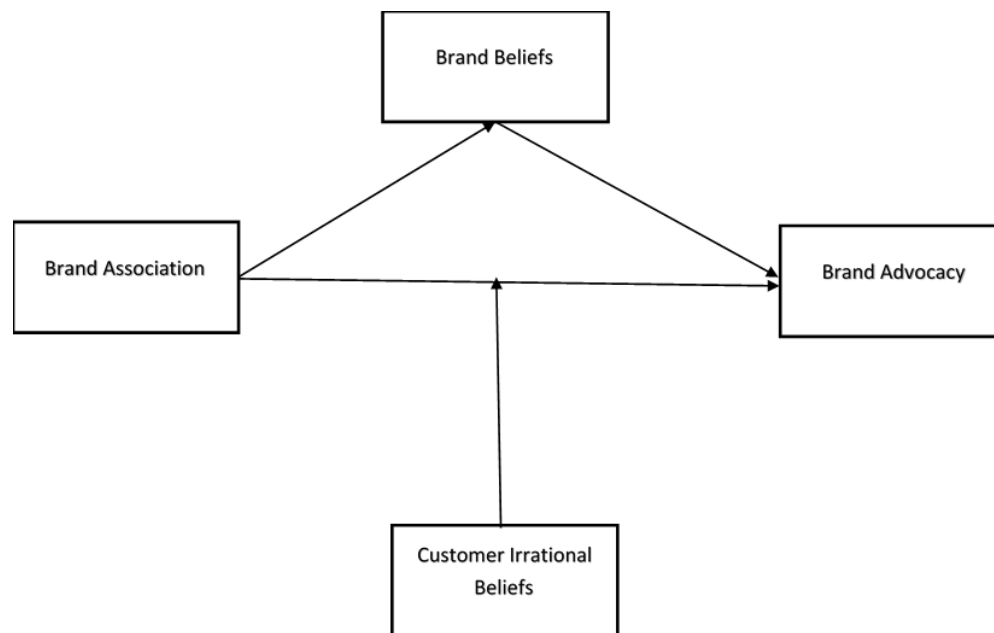 Brand Beliefs
Brand Association
Brand Advocacy
Customer Irrational
Beliefs